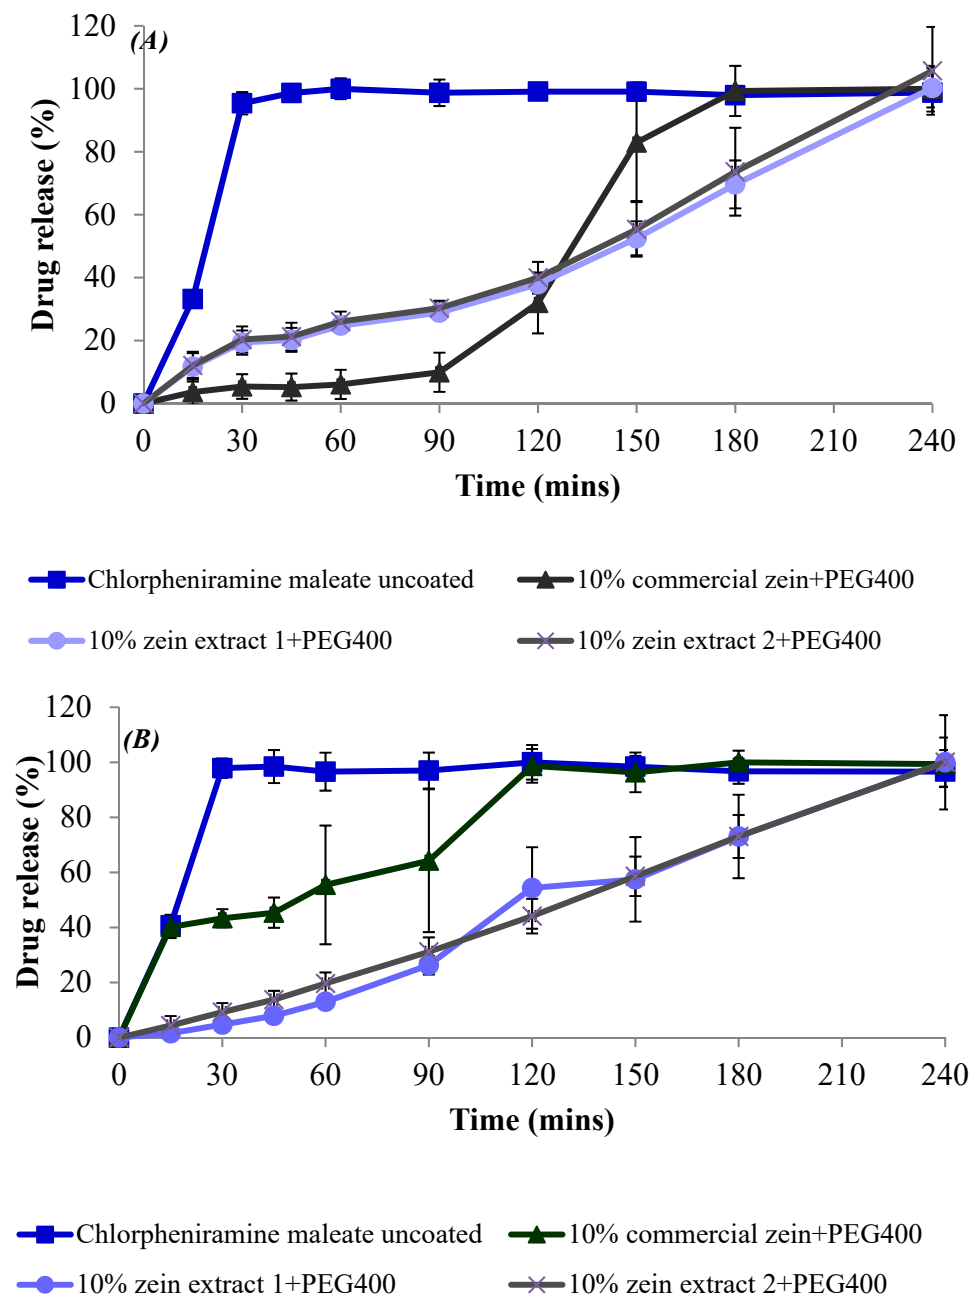 120
(A)
100
80
60
40
20
0
Drug release (%)
0 30 60 90 120 150 180 210 240
Time (mins)
Chlorpheniramine maleate uncoated 10% commercial zein+PEG400
10% zein extract 1+PEG400 10% zein extract 2+PEG400
120
(B)
100
80
60
40
20
0
Drug release (%)
0 30 60 90 120 150 180 210 240
Time (mins)
Chlorpheniramine maleate uncoated 10% commercial zein+PEG400
10% zein extract 1+PEG400 10% zein extract 2+PEG400